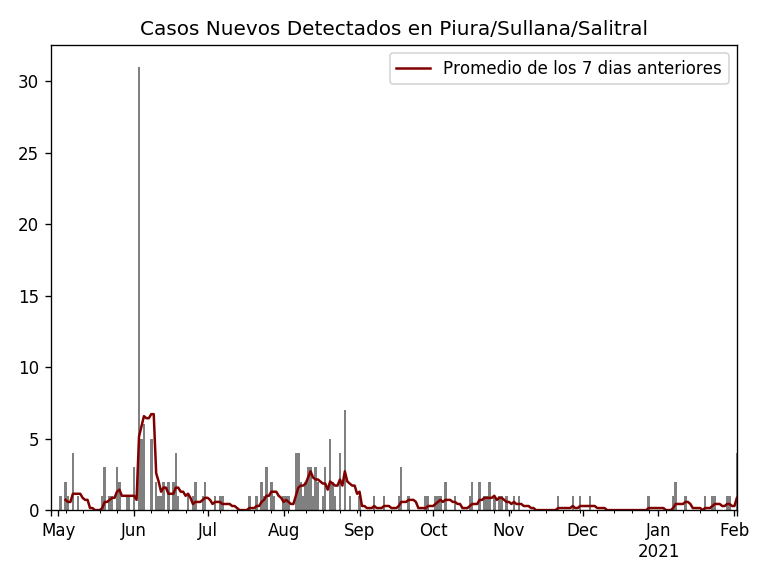 Casos Nuevos Detectados en Piura/Sullana/Salitral
Promedio de los 7 dias anteriores
30
25
20
15
10
5
0
May Jun Jul Aug Sep Oct Nov Dec Jan Feb
2021